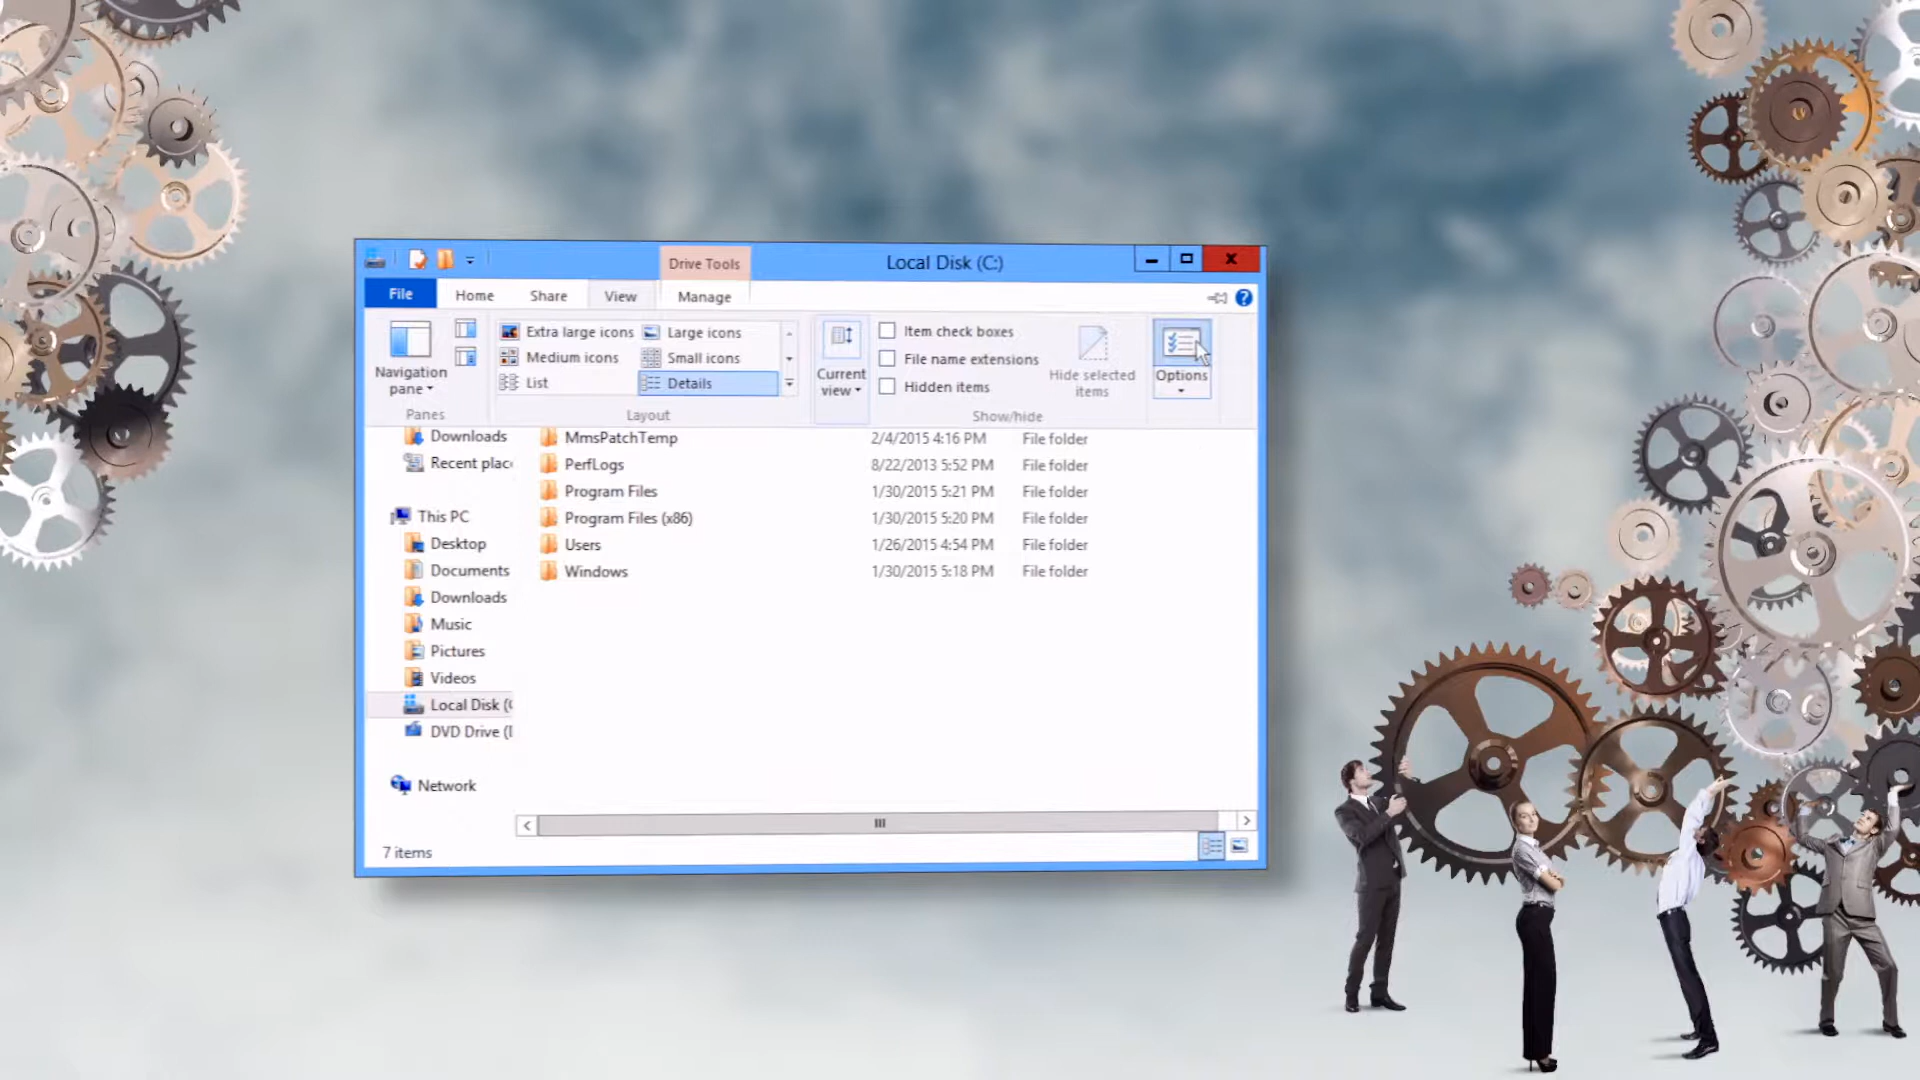 Drive Tools
Local Disk (C:)
File
Home
Share
View
Manage
Navigation pane
Extra large icons
Large icons
Medium icons
Small icons
List
Details
Current view
Item check boxes
File name extensions
Hidden items
Hide selected items
Options
Panes
Layout
Show/hide
Downloads
Recent plac
This PC
Desktop
Documents
Downloads
Music
Pictures
Videos
Local Disk (C
DVD Drive (
Network
MmsPatchTemp 2/4/2015 4:16 PM File folder
PerfLogs 8/22/2013 5:52 PM File folder
Program Files 1/30/2015 5:21 PM File folder
Program Files (x86) 1/30/2015 5:20 PM File folder
Users 1/26/2015 4:54 PM File folder
Windows 1/30/2015 5:18 PM File folder
7 items